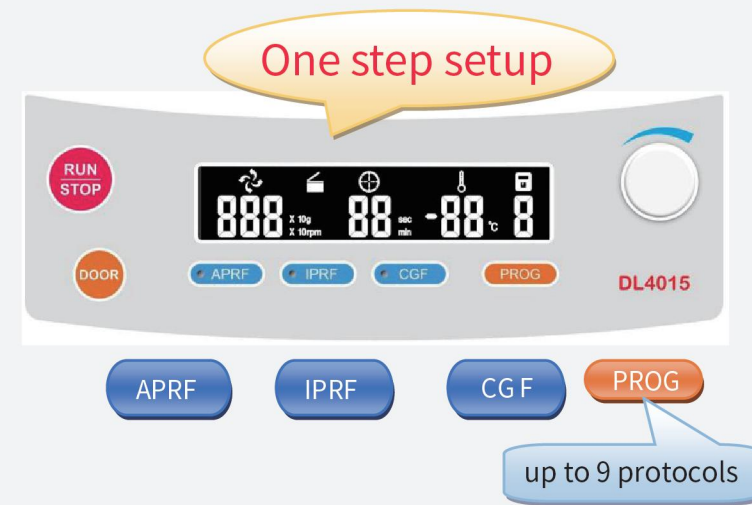 One step setup
RUN
STOP
888 X 10g X 10rpm 88 sec min -88 °C 8
DOOR
APRF IPRF CGF PROG
DL4015
APRF IPRF CGF PROG
up to 9 protocols